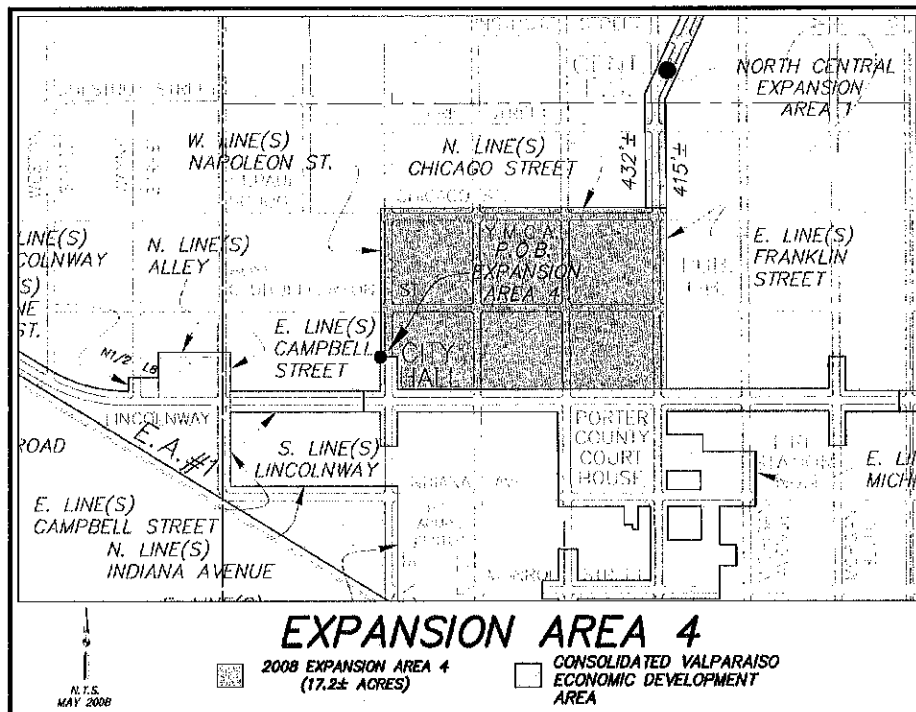 CENT
NORTH CENTRAL
EXPANSION
AREA 1
W. LINE(S)
NAPOLEON ST.
N. LINE(S)
CHICAGO STREET
432'±
415'±
LINE(S)
COLNWAY
N. LINE(S)
ALLEY
Y.M.C.A.
P.O.B.
EXPANSION
AREA 4
E. LINE(S)
FRANKLIN
STREET
ST.
E. LINE(S)
CAMPBELL
STREET
CITY
HALL
N1/2
L8
LINCOLNWAY
E.A. #1
ROAD
S. LINE(S)
LINCOLNWAY
PORTER
COUNTY
COURT
HOUSE
E. LI
MICH
E. LINE(S)
CAMPBELL STREET
N. LINE(S)
INDIANA AVENUE
EXPANSION AREA 4
2008 EXPANSION AREA 4
(17.2± ACRES)
CONSOLIDATED VALPARAISO
ECONOMIC DEVELOPMENT
AREA
N.T.S.
MAY 2008